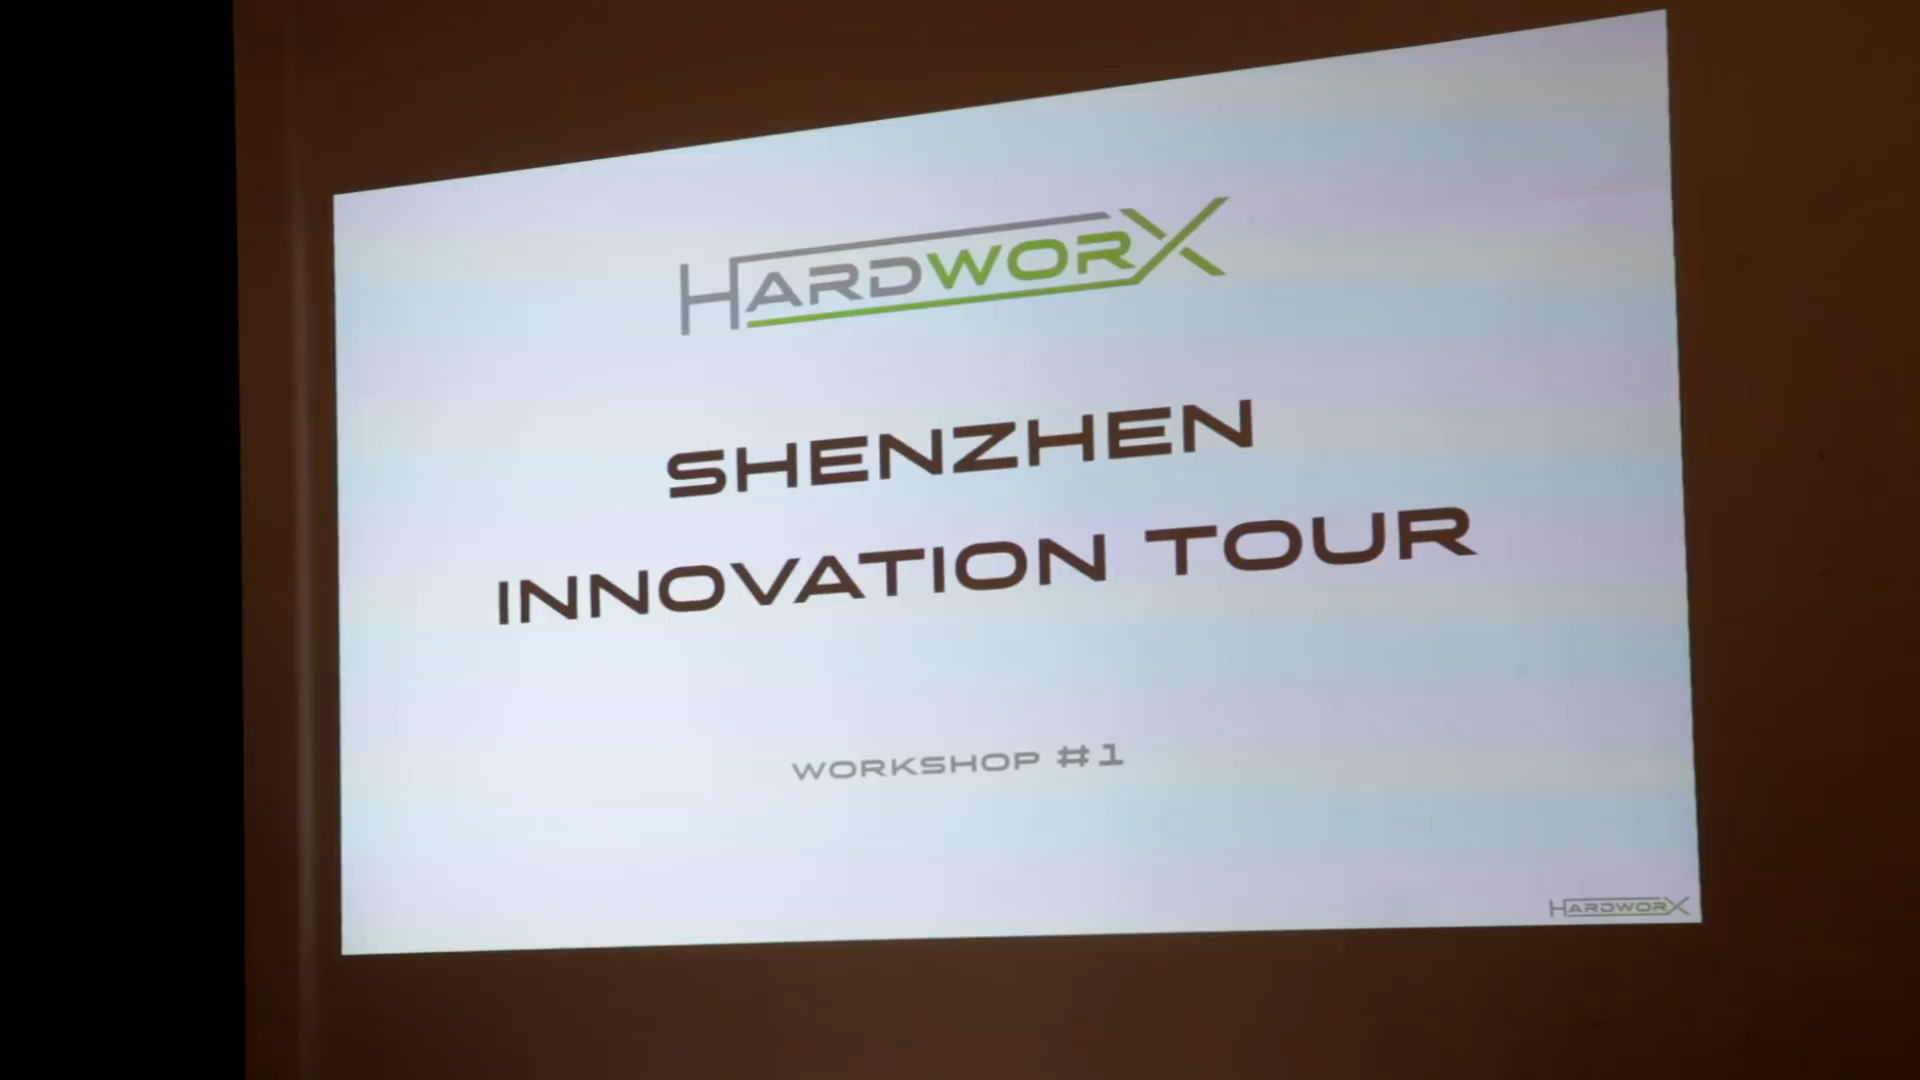 HARDWORX
SHENZHEN
INNOVATION TOUR
WORKSHOP #1
HARDWORX